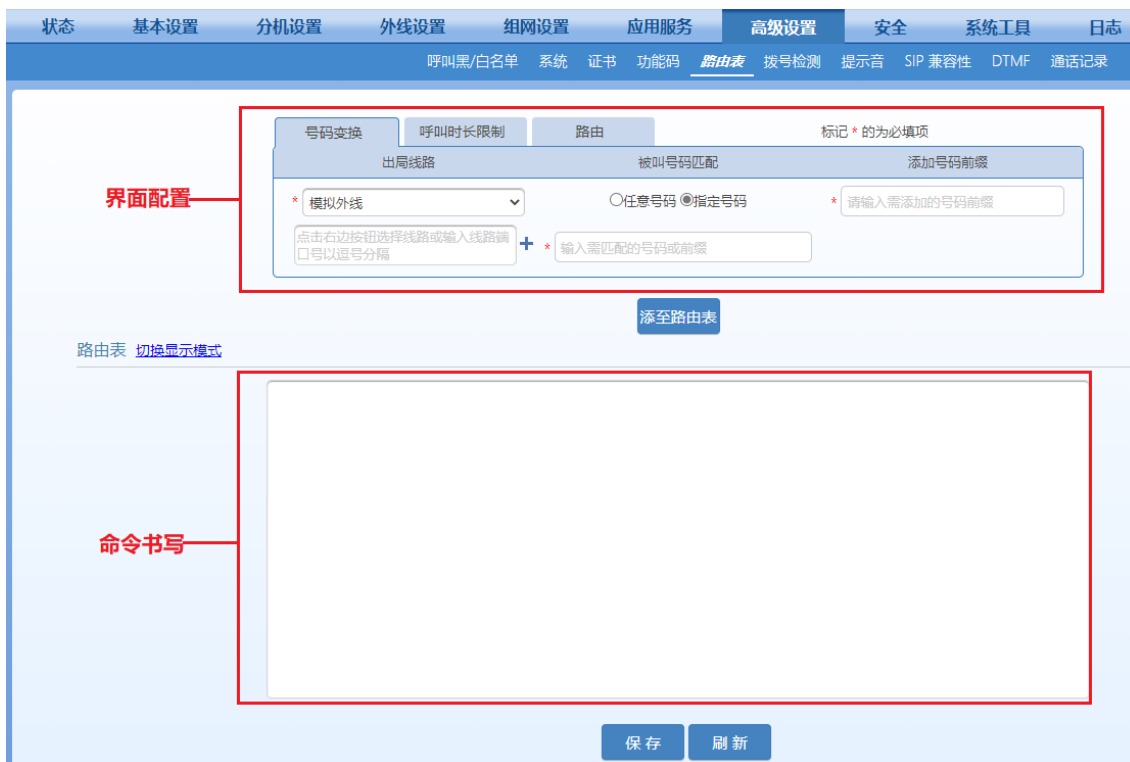 状态 基本设置 分机设置 外线设置 组网设置 应用服务 高级设置 安全 系统工具 日志
呼叫黑/白名单 系统 证书 功能码 路由表 拨号检测 提示音 SIP 兼容性 DTMF 通话记录
号码变换 呼叫时长限制 路由 标记 * 的为必填项
出局线路 被叫号码匹配 添加号码前缀
界面配置
* 模拟外线 任意号码 指定号码 * 请输入需添加的号码前缀
点击右边按钮选择线路或输入线路端
口号以逗号分隔
+ * 输入需匹配的号码或前缀
添至路由表
路由表 切换显示模式
命令书写
保存 刷新